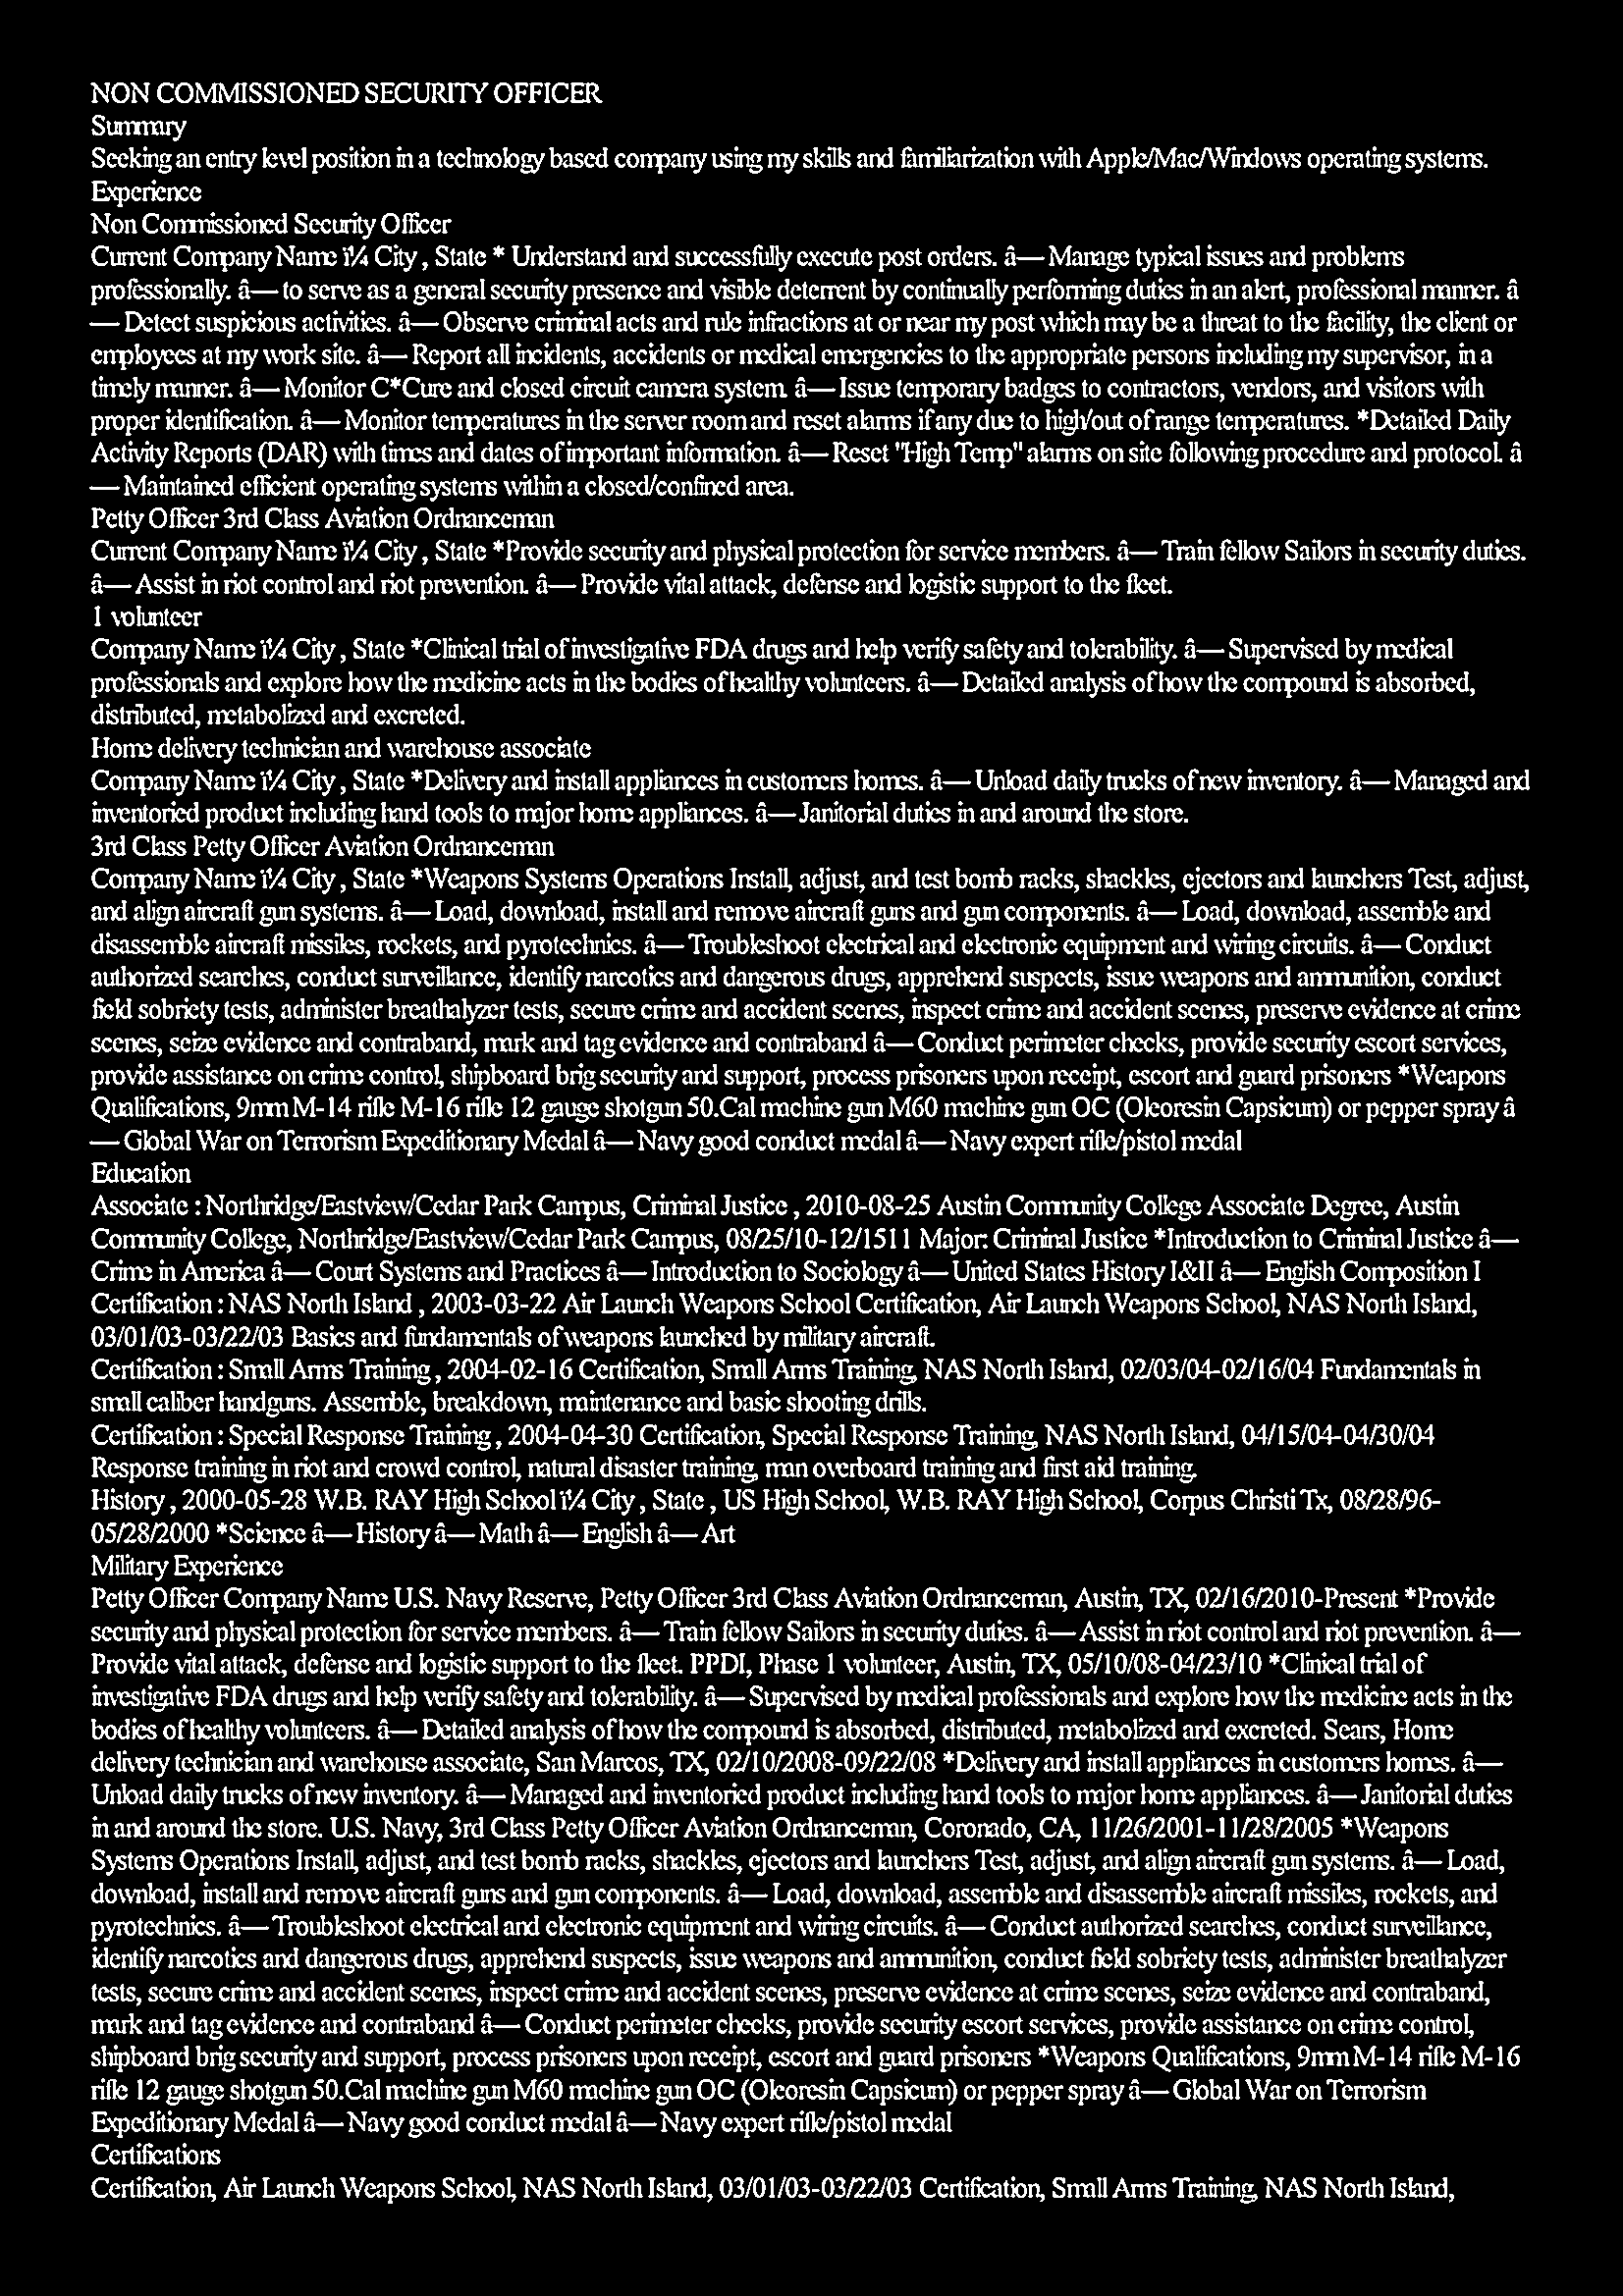 NON COMMISSIONED SECURITY OFFICER
Summary
Seeking an entry level position in a technology based company using my skills and familiarization with Apple/Mac/Windows operating systems.
Experience
Non Commissioned Security Officer
Current Company Name ï¼ City , State * Understand and successfully execute post orders. â—Manage typical issues and problems
professionally. â—to serve as a general security presence and visible deterrent by continually performing duties in an alert, professional manner. â
—Detect suspicious activities. â—Observe criminal acts and rule infractions at or near my post which may be a threat to the facility, the client or
employees at my work site. â—Report all incidents, accidents or medical emergencies to the appropriate persons including my supervisor, in a
timely manner. â—Monitor C*Cure and closed circuit camera system. â—Issue temporary badges to contractors, vendors, and visitors with
proper identification. â—Monitor temperatures in the server room and reset alarms if any due to high/out of range temperatures. *Detailed Daily
Activity Reports (DAR) with times and dates of important information. â—Reset "High Temp" alarms on site following procedure and protocol. â
—Maintained efficient operating systems within a closed/confined area.
Petty Officer 3rd Class Aviation Ordnanceman
Current Company Name ï¼ City , State *Provide security and physical protection for service members. â—Train fellow Sailors in security duties.
â—Assist in riot control and riot prevention. â—Provide vital attack, defense and logistic support to the fleet.
1 volunteer
Company Name ï¼ City , State *Clinical trial of investigative FDA drugs and help verify safety and tolerability. â—Supervised by medical
professionals and explore how the medicine acts in the bodies of healthy volunteers. â—Detailed analysis of how the compound is absorbed,
distributed, metabolized and excreted.
Home delivery technician and warehouse associate
Company Name ï¼ City , State *Delivery and install appliances in customers homes. â—Unload daily trucks of new inventory. â—Managed and
inventoried product including hand tools to major home appliances. â—Janitorial duties in and around the store.
3rd Class Petty Officer Aviation Ordnanceman
Company Name ï¼ City , State *Weapons Systems Operations Install, adjust, and test bomb racks, shackles, ejectors and launchers Test, adjust,
and align aircraft gun systems. â—Load, download, install and remove aircraft guns and gun components. â—Load, download, assemble and
disassemble aircraft missiles, rockets, and pyrotechnics. â—Troubleshoot electrical and electronic equipment and wiring circuits. â—Conduct
authorized searches, conduct surveillance, identify narcotics and dangerous drugs, apprehend suspects, issue weapons and ammunition, conduct
field sobriety tests, administer breathalyzer tests, secure crime and accident scenes, inspect crime and accident scenes, preserve evidence at crime
scenes, seize evidence and contraband, mark and tag evidence and contraband â—Conduct perimeter checks, provide security escort services,
provide assistance on crime control, shipboard brig security and support, process prisoners upon receipt, escort and guard prisoners *Weapons
Qualifications, 9mm M-14 rifle M-16 rifle 12 gauge shotgun 50.Cal machine gun M60 machine gun OC (Oleoresin Capsicum) or pepper spray â
—Global War on Terrorism Expeditionary Medal â—Navy good conduct medal â—Navy expert rifle/pistol medal
Education
Associate : Northridge/Eastview/Cedar Park Campus, Criminal Justice , 2010-08-25 Austin Community College Associate Degree, Austin
Community College, Northridge/Eastview/Cedar Park Campus, 08/25/10-12/1511 Major: Criminal Justice *Introduction to Criminal Justice â—
Crime in America â—Court Systems and Practices â—Introduction to Sociology â—United States History I&II â—English Composition I
Certification : NAS North Island , 2003-03-22 Air Launch Weapons School Certification, Air Launch Weapons School, NAS North Island,
03/01/03-03/22/03 Basics and fundamentals of weapons launched by military aircraft.
Certification : Small Arms Training , 2004-02-16 Certification, Small Arms Training, NAS North Island, 02/03/04-02/16/04 Fundamentals in
small caliber handguns. Assemble, breakdown, maintenance and basic shooting drills.
Certification : Special Response Training , 2004-04-30 Certification, Special Response Training, NAS North Island, 04/15/04-04/30/04
Response training in riot and crowd control, natural disaster training, man overboard training and first aid training.
History , 2000-05-28 W.B. RAY High School ï¼ City , State , US High School, W.B. RAY High School, Corpus Christi Tx, 08/28/96-
05/28/2000 *Science â—History â—Math â—English â—Art
Military Experience
Petty Officer Company Name U.S. Navy Reserve, Petty Officer 3rd Class Aviation Ordnanceman, Austin, TX, 02/16/2010-Present *Provide
security and physical protection for service members. â—Train fellow Sailors in security duties. â—Assist in riot control and riot prevention. â—
Provide vital attack, defense and logistic support to the fleet. PPDI, Phase 1 volunteer, Austin, TX, 05/10/08-04/23/10 *Clinical trial of
investigative FDA drugs and help verify safety and tolerability. â—Supervised by medical professionals and explore how the medicine acts in the
bodies of healthy volunteers. â—Detailed analysis of how the compound is absorbed, distributed, metabolized and excreted. Sears, Home
delivery technician and warehouse associate, San Marcos, TX, 02/10/2008-09/22/08 *Delivery and install appliances in customers homes. â—
Unload daily trucks of new inventory. â—Managed and inventoried product including hand tools to major home appliances. â—Janitorial duties
in and around the store. U.S. Navy, 3rd Class Petty Officer Aviation Ordnanceman, Coronado, CA, 11/26/2001-11/28/2005 *Weapons
Systems Operations Install, adjust, and test bomb racks, shackles, ejectors and launchers Test, adjust, and align aircraft gun systems. â—Load,
download, install and remove aircraft guns and gun components. â—Load, download, assemble and disassemble aircraft missiles, rockets, and
pyrotechnics. â—Troubleshoot electrical and electronic equipment and wiring circuits. â—Conduct authorized searches, conduct surveillance,
identify narcotics and dangerous drugs, apprehend suspects, issue weapons and ammunition, conduct field sobriety tests, administer breathalyzer
tests, secure crime and accident scenes, inspect crime and accident scenes, preserve evidence at crime scenes, seize evidence and contraband,
mark and tag evidence and contraband â—Conduct perimeter checks, provide security escort services, provide assistance on crime control,
shipboard brig security and support, process prisoners upon receipt, escort and guard prisoners *Weapons Qualifications, 9mm M-14 rifle M-16
rifle 12 gauge shotgun 50.Cal machine gun M60 machine gun OC (Oleoresin Capsicum) or pepper spray â—Global War on Terrorism
Expeditionary Medal â—Navy good conduct medal â—Navy expert rifle/pistol medal
Certifications
Certification, Air Launch Weapons School, NAS North Island, 03/01/03-03/22/03 Certification, Small Arms Training, NAS North Island,